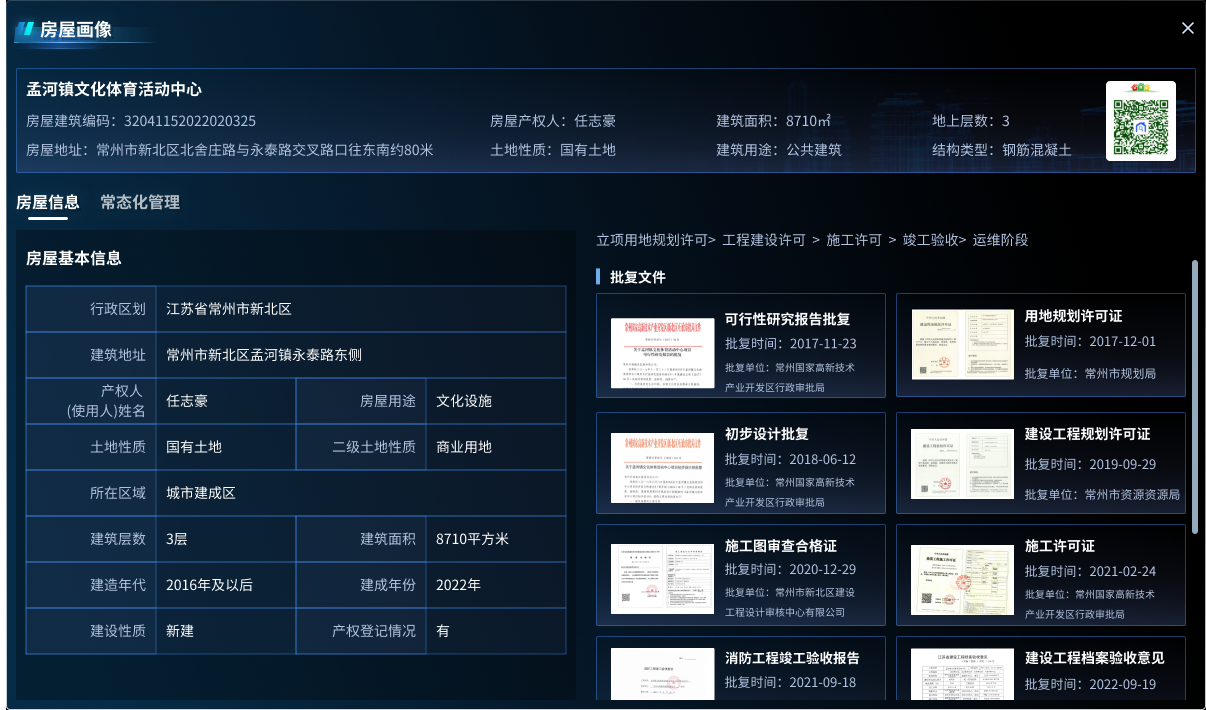 房屋画像
孟河镇文化体育活动中心
房屋建筑编码：32041152022020325
房屋产权人：任志豪
建筑面积：8710㎡
地上层数：3
房屋地址：常州市新北区北舍庄路与永泰路交叉路口往东南约80米
土地性质：国有土地
建筑用途：公共建筑
结构类型：钢筋混凝土
房屋信息
常态化管理
房屋基本信息
行政区划 江苏省常州市新北区
建筑地址 常州市新北区孟河镇永泰路东侧
产权人
(使用人)姓名 任志豪 房屋用途 文化设施
土地性质 国有土地 二级土地性质 商业用地
所在区域 城市建成区
建筑层数 3层 建筑面积 8710平方米
建造年代 2016年及以后 建成年份 2022年
建设性质 新建 产权登记情况 有
立项用地规划许可> 工程建设许可 > 施工许可 > 竣工验收> 运维阶段
批复文件
可行性研究报告批复
批复时间：2017-11-23
批复单位：常州国家高新技术
产业开发区行政审批局
用地规划许可证
批复时间：2017-12-01
批复单位：常州市规划局
初步设计批复
批复时间：2018-06-12
批复单位：常州国家高新技术
产业开发区行政审批局
建设工程规划许可证
批复时间：2019-09-29
批复单位：常州市资源资源局
施工图审查合格证
批复时间：2020-12-29
批复单位：常州市新北区建设
工程设计审核中心有限公司
施工许可证
批复时间：2021-02-24
批复单位：常州国家高新技术
产业开发区行政审批局
消防工程竣工验收报告
批复时间：2021-09-18
建设工程档案验收意见
批复时间：2022-09-19